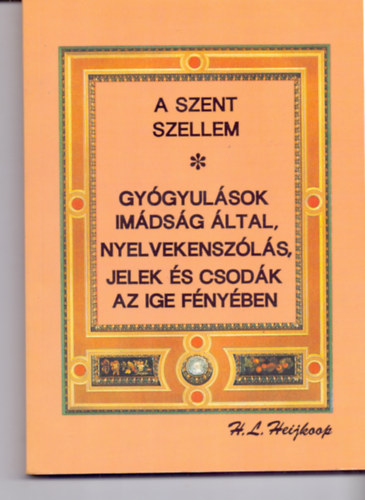 A SZENT
SZELLEM
*
GYÓGYULÁSOK
IMÁDSÁG ÁLTAL,
NYELVEKENSZÓLÁS,
JELEK ÉS CSODÁK
AZ IGE FÉNYÉBEN
H.L. Heijkoop